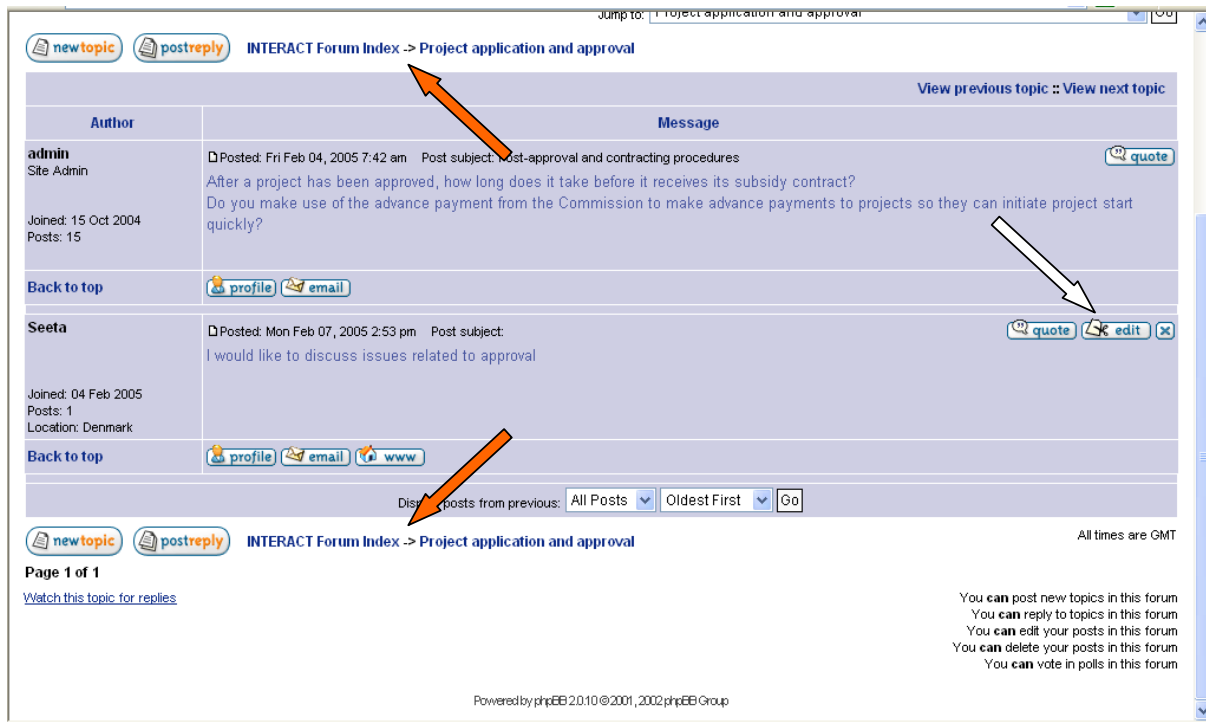 Jump to: Project application and approval Go
newtopic postreply INTERACT Forum Index -> Project application and approval
View previous topic :: View next topic
Author Message
admin
Site Admin
Joined: 15 Oct 2004
Posts: 15
Posted: Fri Feb 04, 2005 7:42 am Post subject: Post-approval and contracting procedures
quote
After a project has been approved, how long does it take before it receives its subsidy contract?
Do you make use of the advance payment from the Commission to make advance payments to projects so they can initiate project start
quickly?
Back to top profile email
Seeta
Joined: 04 Feb 2005
Posts: 1
Location: Denmark
Posted: Mon Feb 07, 2005 2:53 pm Post subject:
quote edit
I would like to discuss issues related to approval
Back to top profile email www
posts from previous: All Posts Oldest First Go
newtopic postreply INTERACT Forum Index -> Project application and approval
All times are GMT
Page 1 of 1
Watch this topic for replies
You can post new topics in this forum
You can reply to topics in this forum
You can edit your posts in this forum
You can delete your posts in this forum
You can vote in polls in this forum
Powered by phpBB 2.0.10 © 2001, 2002 phpBB Group